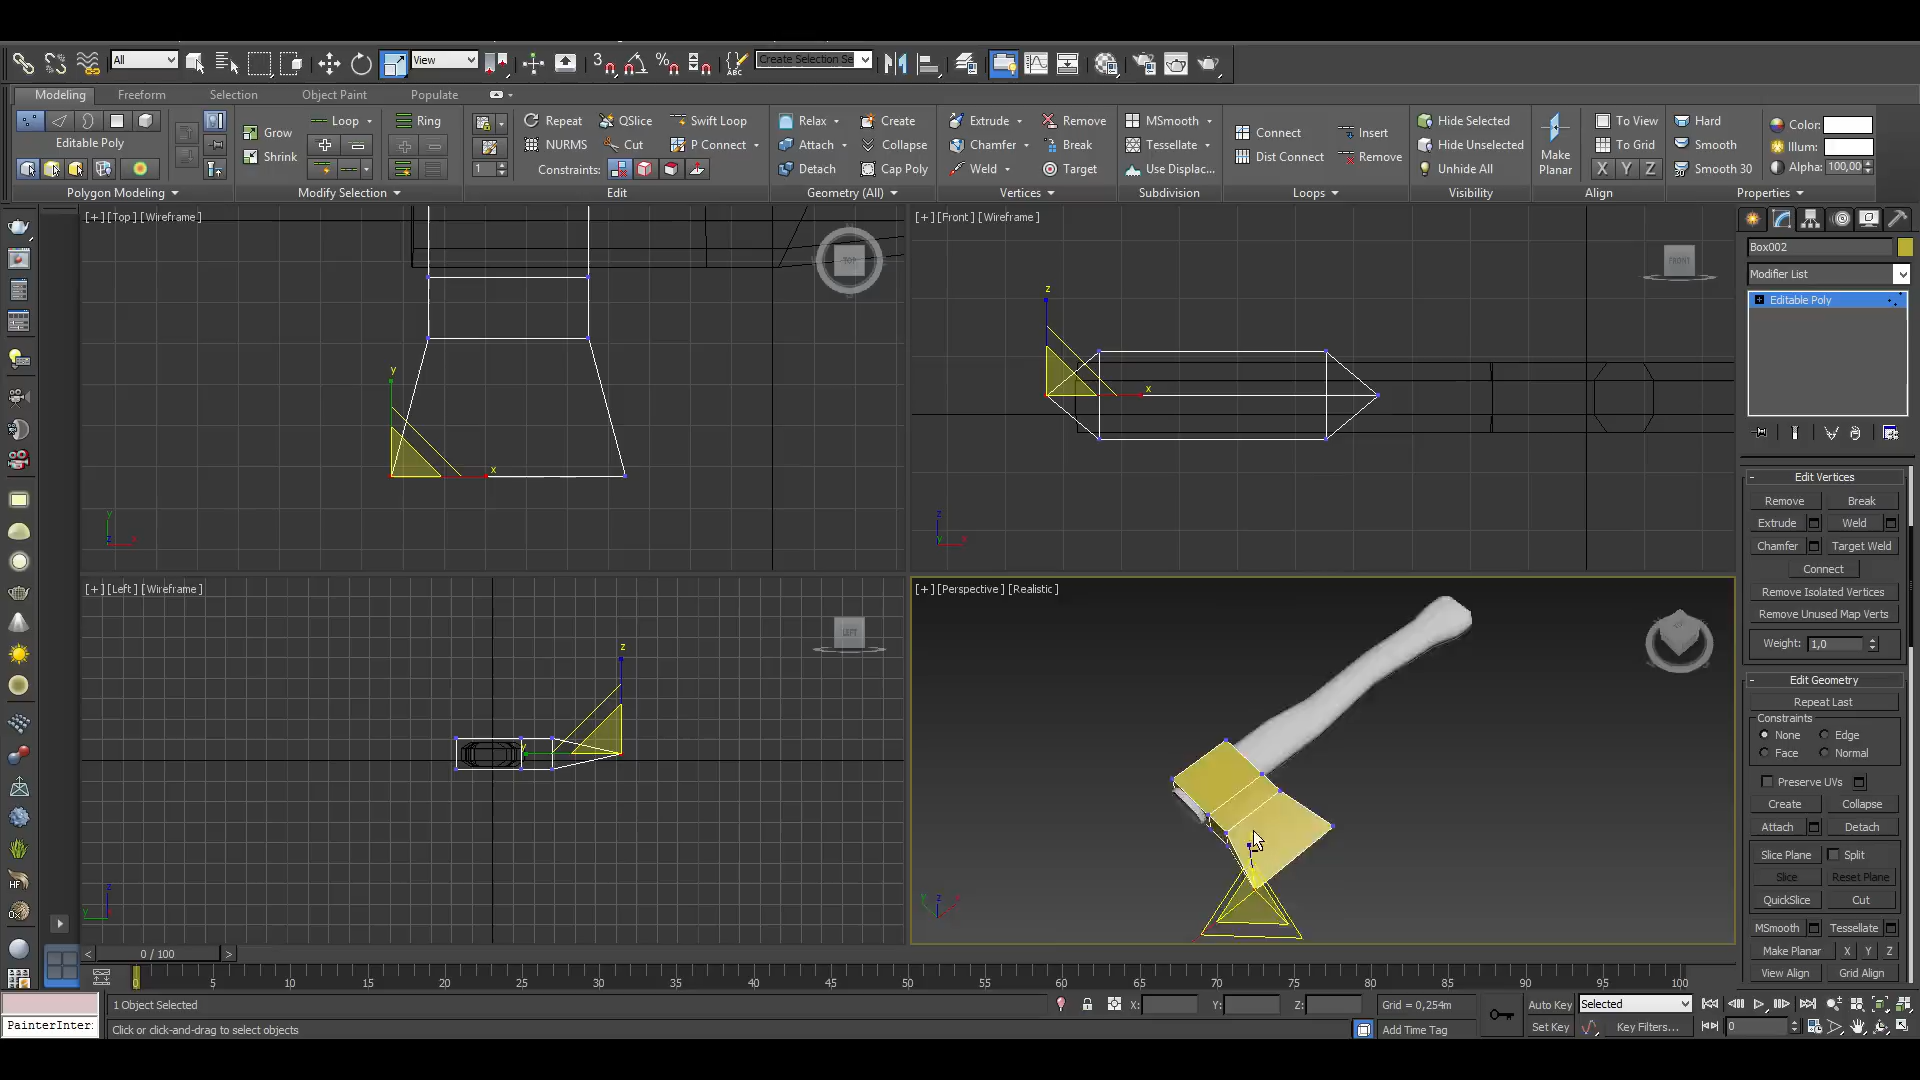 All
View
3
ABC
Create Selection Se
Modeling
Freeform
Selection
Object Paint
Populate
Editable Poly
Polygon Modeling
Grow
Shrink
Loop
Ring
Modify Selection
1
Repeat
QSlice
Swift Loop
NURMS
Cut
P Connect
Constraints:
Edit
Relax
Create
Attach
Collapse
Detach
Cap Poly
Geometry (All)
Extrude
Remove
Chamfer
Break
Weld
Target
Vertices
MSmooth
Tessellate
Use Displac...
Subdivision
Connect
Insert
Dist Connect
Remove
Loops
Hide Selected
Hide Unselected
Unhide All
Visibility
Make
Planar
To View
To Grid
X Y Z
Align
Hard
Smooth
30 Smooth 30
Color:
Illum:
Alpha: 100,00
Properties
[+] [Top] [Wireframe]
TOP
y
x
[+] [Front] [Wireframe]
FRONT
z
x
[+] [Left] [Wireframe]
LEFT
z
y
[+] [Perspective] [Realistic]
Box002
Modifier List
Editable Poly
Edit Vertices
Remove Break
Extrude Weld
Chamfer Target Weld
Connect
Remove Isolated Vertices
Remove Unused Map Verts
Weight: 1,0
Edit Geometry
Repeat Last
Constraints
None Edge
Face Normal
Preserve UVs
Create Collapse
Attach Detach
Slice Plane Split
Slice Reset Plane
QuickSlice Cut
MSmooth Tessellate
Make Planar X Y Z
View Align Grid Align
HF
Ox
< 0 / 100 >
0 5 10 15 20 25 30 35 40 45 50 55 60 65 70 75 80 85 90 95 100
1 Object Selected
X: Y: Z:
Grid = 0,254m
Auto Key
Selected
PainterInter:
Click or click-and-drag to select objects
Add Time Tag
Set Key
Key Filters...
0